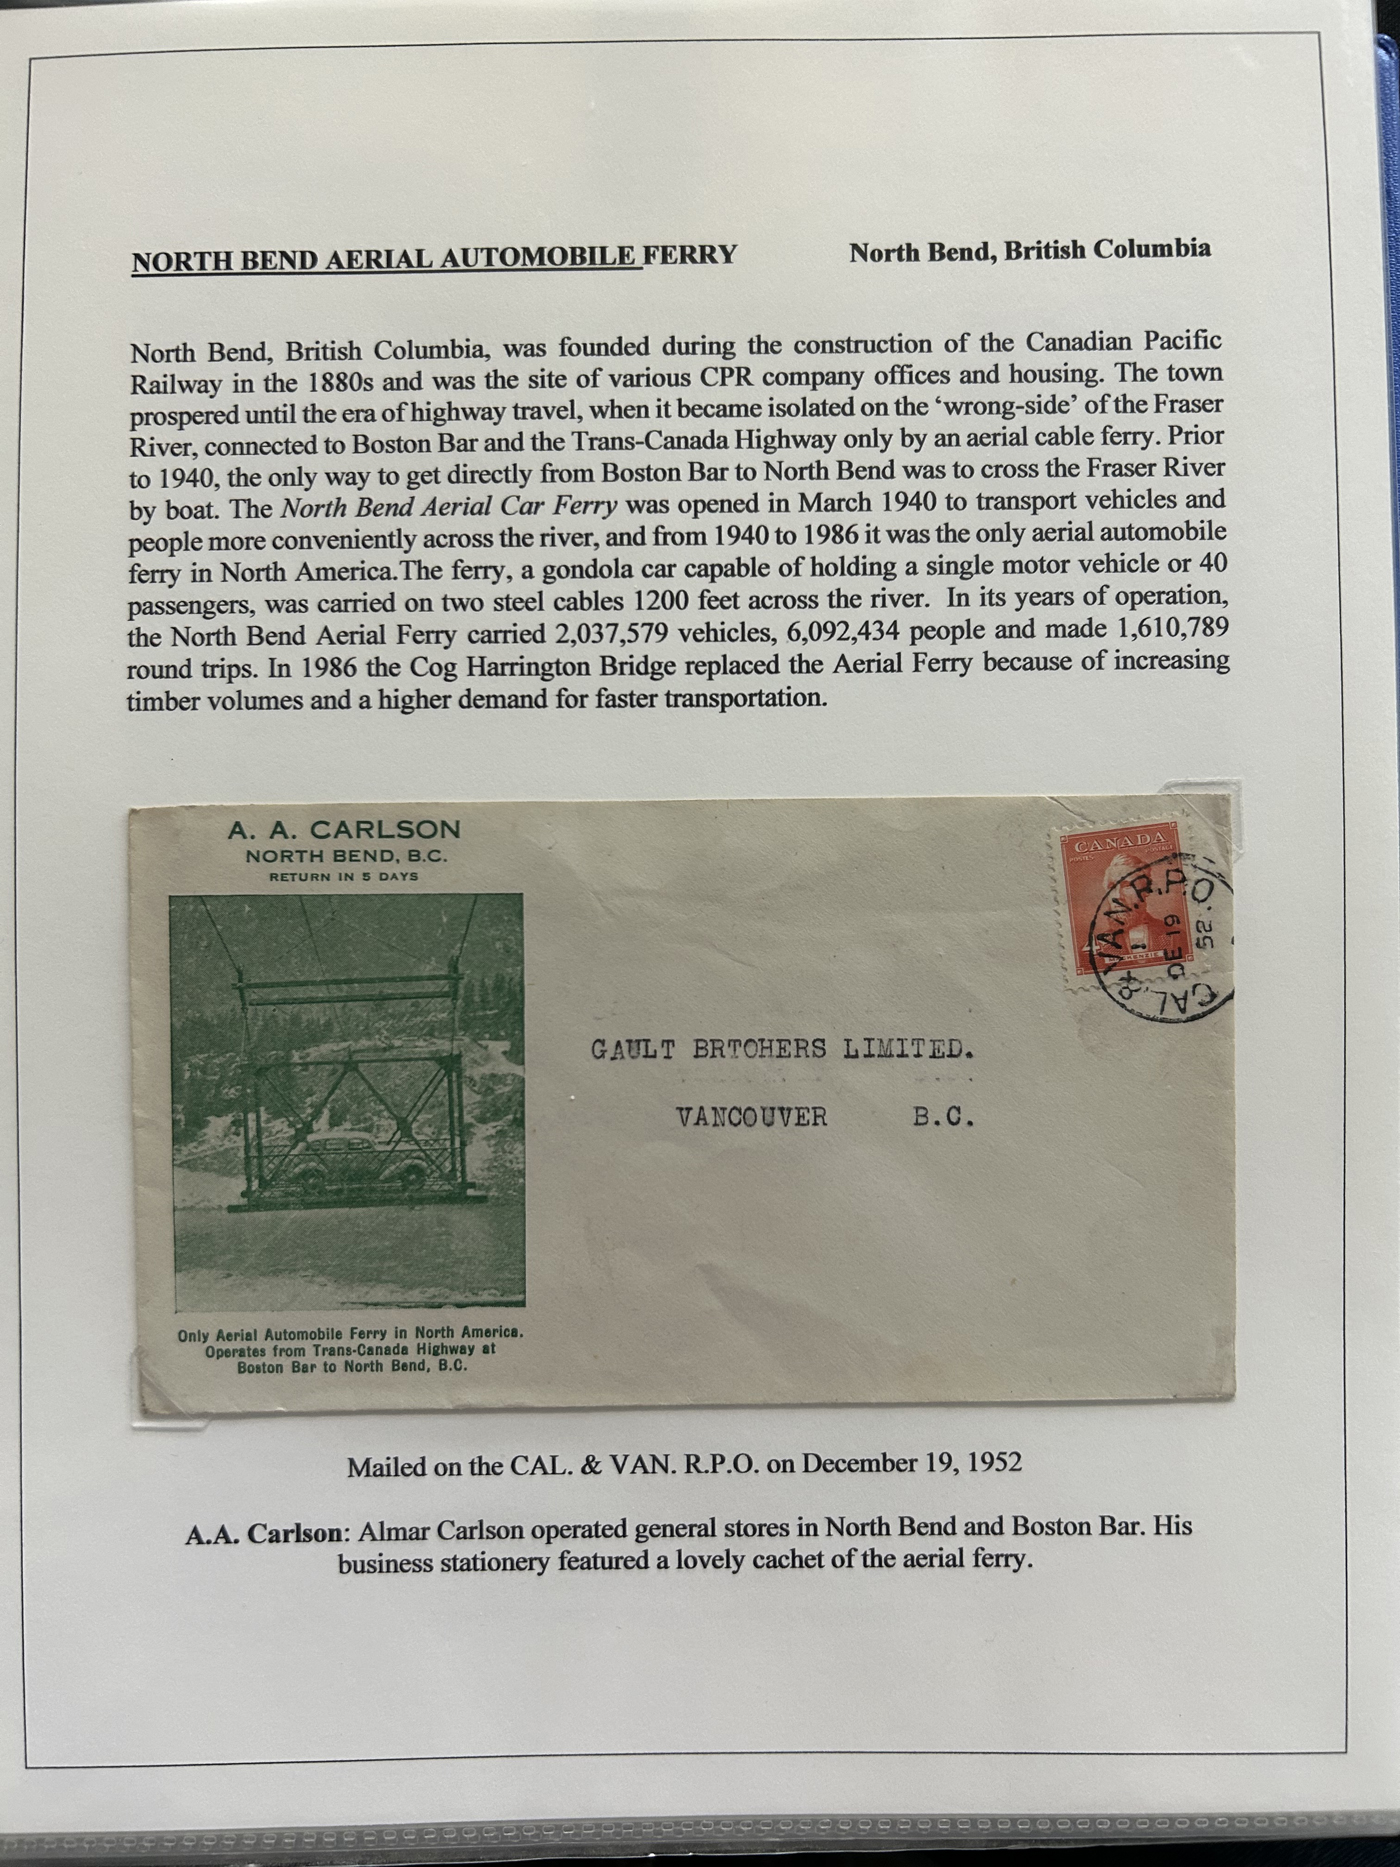 NORTH BEND AERIAL AUTOMOBILE FERRY North Bend, British Columbia
North Bend, British Columbia, was founded during the construction of the Canadian Pacific
Railway in the 1880s and was the site of various CPR company offices and housing. The town
prospered until the era of highway travel, when it became isolated on the ‘wrong-side’ of the Fraser
River, connected to Boston Bar and the Trans-Canada Highway only by an aerial cable ferry. Prior
to 1940, the only way to get directly from Boston Bar to North Bend was to cross the Fraser River
by boat. The North Bend Aerial Car Ferry was opened in March 1940 to transport vehicles and
people more conveniently across the river, and from 1940 to 1986 it was the only aerial automobile
ferry in North America.The ferry, a gondola car capable of holding a single motor vehicle or 40
passengers, was carried on two steel cables 1200 feet across the river. In its years of operation,
the North Bend Aerial Ferry carried 2,037,579 vehicles, 6,092,434 people and made 1,610,789
round trips. In 1986 the Cog Harrington Bridge replaced the Aerial Ferry because of increasing
timber volumes and a higher demand for faster transportation.
A. A. CARLSON
NORTH BEND, B.C.
RETURN IN 5 DAYS
CANADA
POSTES POSTAGE
4
CAL. & VAN. R.P.O.
1
DE 19
52
GAULT BRTOHERS LIMITED.
VANCOUVER B.C.
Only Aerial Automobile Ferry in North America.
Operates from Trans-Canada Highway at
Boston Bar to North Bend, B.C.
Mailed on the CAL. & VAN. R.P.O. on December 19, 1952
A.A. Carlson: Almar Carlson operated general stores in North Bend and Boston Bar. His
business stationery featured a lovely cachet of the aerial ferry.